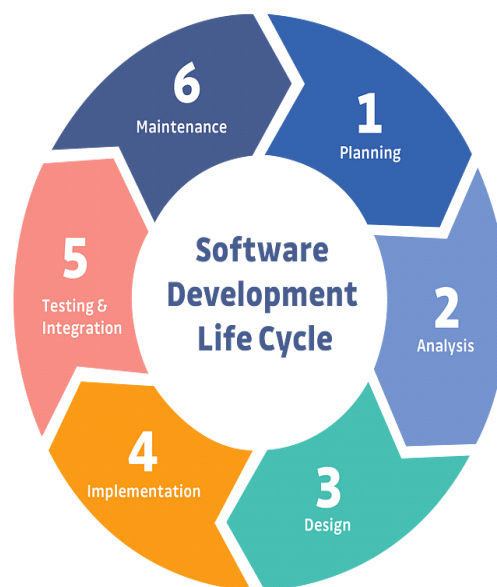 Software
Development
Life Cycle
1
Planning
2
Analysis
3
Design
4
Implementation
5
Testing &
Integration
6
Maintenance